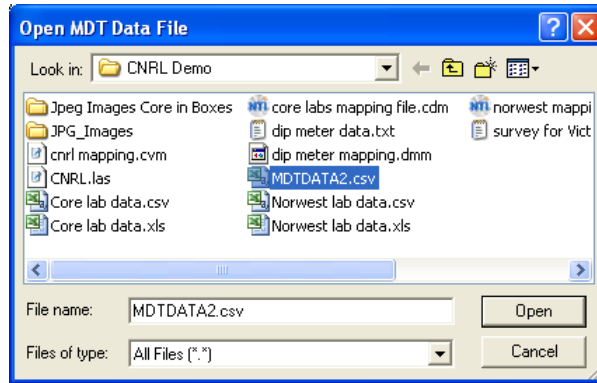 Open MDT Data File
Look in: CNRL Demo
Jpeg Images Core in Boxes
JPG_Images
cnrl mapping.cvm
CNRL.las
Core lab data.csv
Core lab data.xls
core labs mapping file.cdm
dip meter data.txt
dip meter mapping.dmm
MDTDATA2.csv
Norwest lab data.csv
Norwest lab data.xls
norwest mappi
survey for Vict
File name: MDTDATA2.csv Open
Files of type: All Files (*.*) Cancel